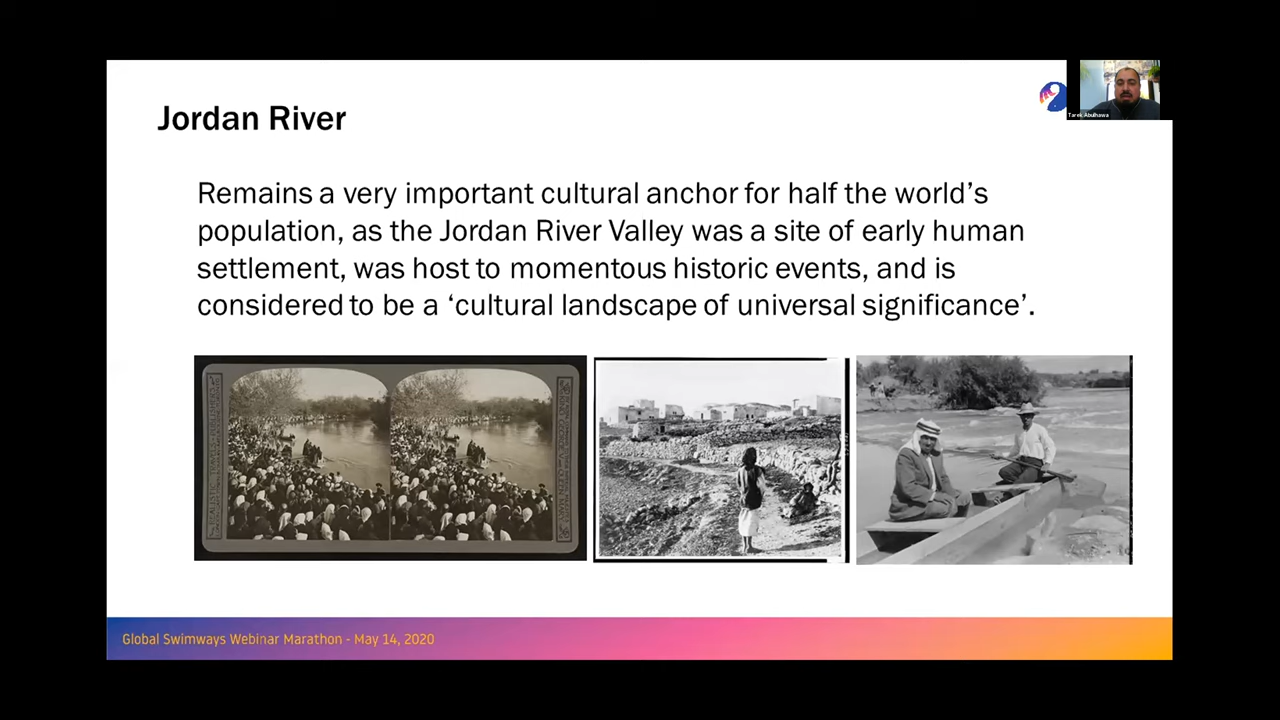 Jordan River
Tarek Abulhawa
Remains a very important cultural anchor for half the world's
population, as the Jordan River Valley was a site of early human
settlement, was host to momentous historic events, and is
considered to be a ‘cultural landscape of universal significance’.
Global Swimways Webinar Marathon - May 14, 2020